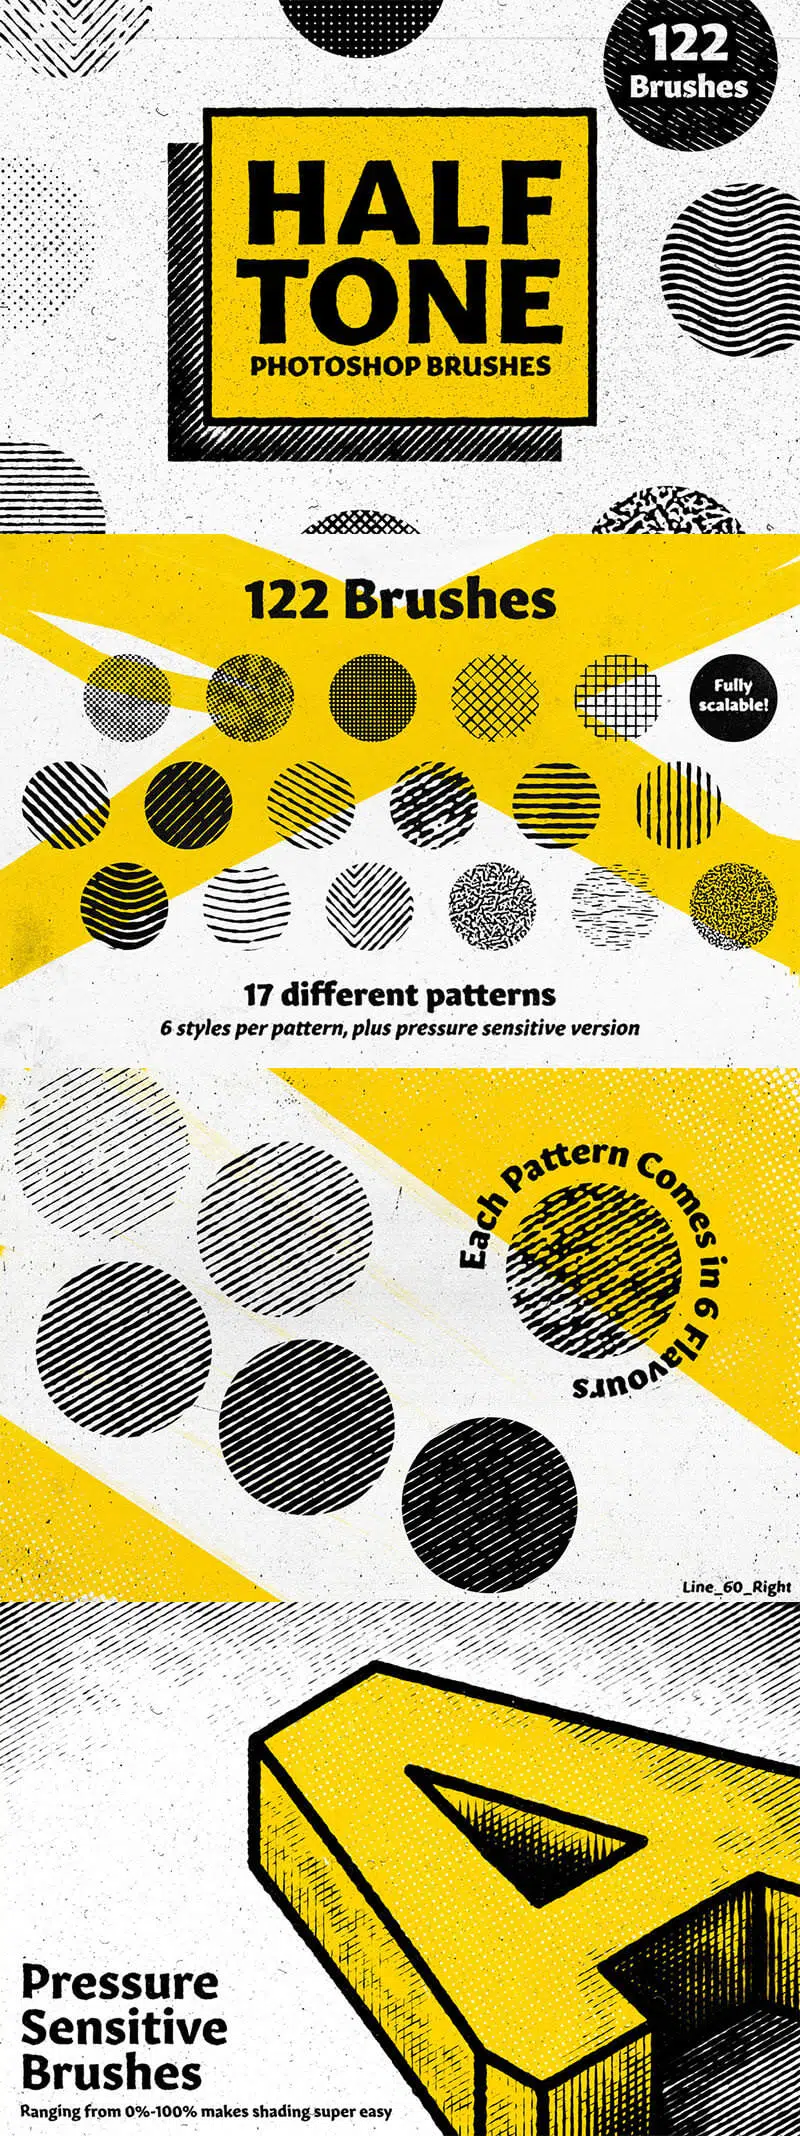 122
Brushes
HALF
TONE
PHOTOSHOP BRUSHES
122 Brushes
Fully
scalable!
17 different patterns
6 styles per pattern, plus pressure sensitive version
Each Pattern Comes in 6 Flavours
Line_60_Right
Pressure
Sensitive
Brushes
Ranging from 0%-100% makes shading super easy